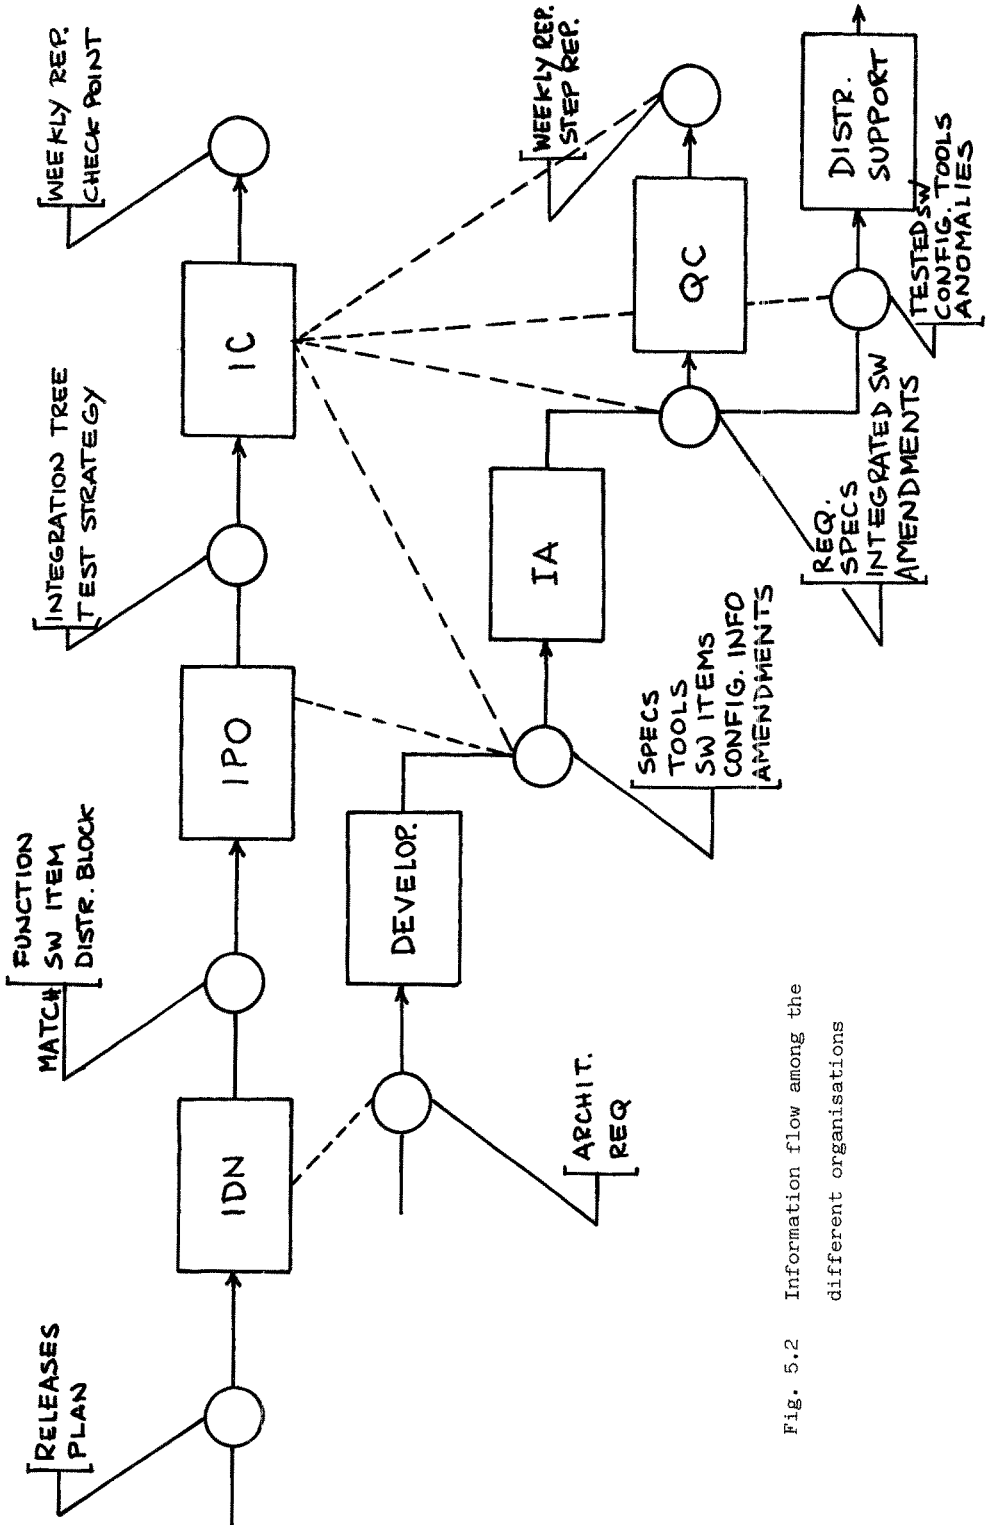 RELEASES
PLAN
IDN
MATCH
FUNCTION
SW ITEM
DISTR. BLOCK
IPO
INTEGRATION TREE
TEST STRATEGY
IC
WEEKLY REP.
CHECK POINT
ARCHIT.
REQ
DEVELOP.
SPECS
TOOLS
SW ITEMS
CONFIG. INFO
AMENDMENTS
IA
REQ.
SPECS
INTEGRATED SW
AMENDMENTS
QC
WEEKLY REP.
STEP REP.
TESTED SW
CONFIG. TOOLS
ANOMALIES
DISTR.
SUPPORT
Fig. 5.2 Information flow among the
different organisations